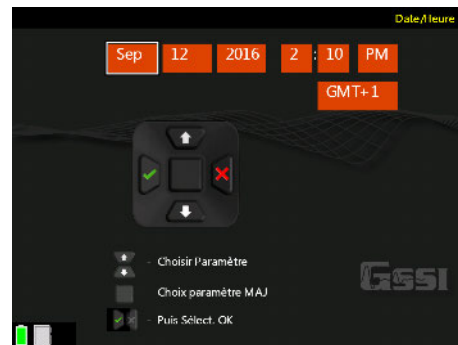 Date/Heure
Sep 12 2016 2 : 10 PM
GMT+1
- Choisir Paramètre
Choix paramètre MAJ
- Puis Sélect. OK
GSSI